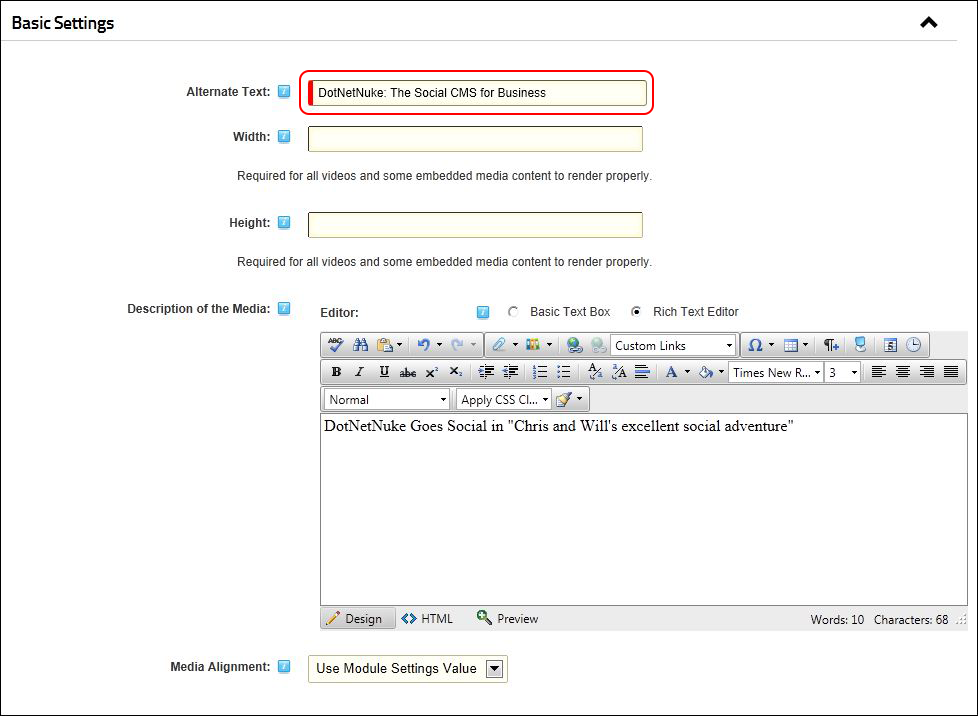 Basic Settings
Alternate Text: DotNetNuke: The Social CMS for Business
Width:
Required for all videos and some embedded media content to render properly.
Height:
Required for all videos and some embedded media content to render properly.
Description of the Media: Editor: Basic Text Box Rich Text Editor
ABC Custom Links Ω ¶ 5
B I U abc x² x₂ A Times New R... 3
Normal Apply CSS Cl...
DotNetNuke Goes Social in "Chris and Will's excellent social adventure"
Design HTML Preview Words: 10 Characters: 68
Media Alignment: Use Module Settings Value